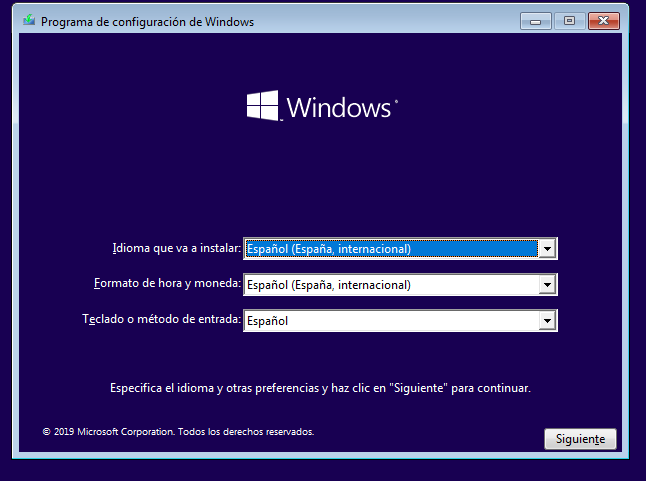 Programa de configuración de Windows
Windows
Idioma que va a instalar: Español (España, internacional)
Formato de hora y moneda: Español (España, internacional)
Teclado o método de entrada: Español
Especifica el idioma y otras preferencias y haz clic en "Siguiente" para continuar.
© 2019 Microsoft Corporation. Todos los derechos reservados.
Siguiente